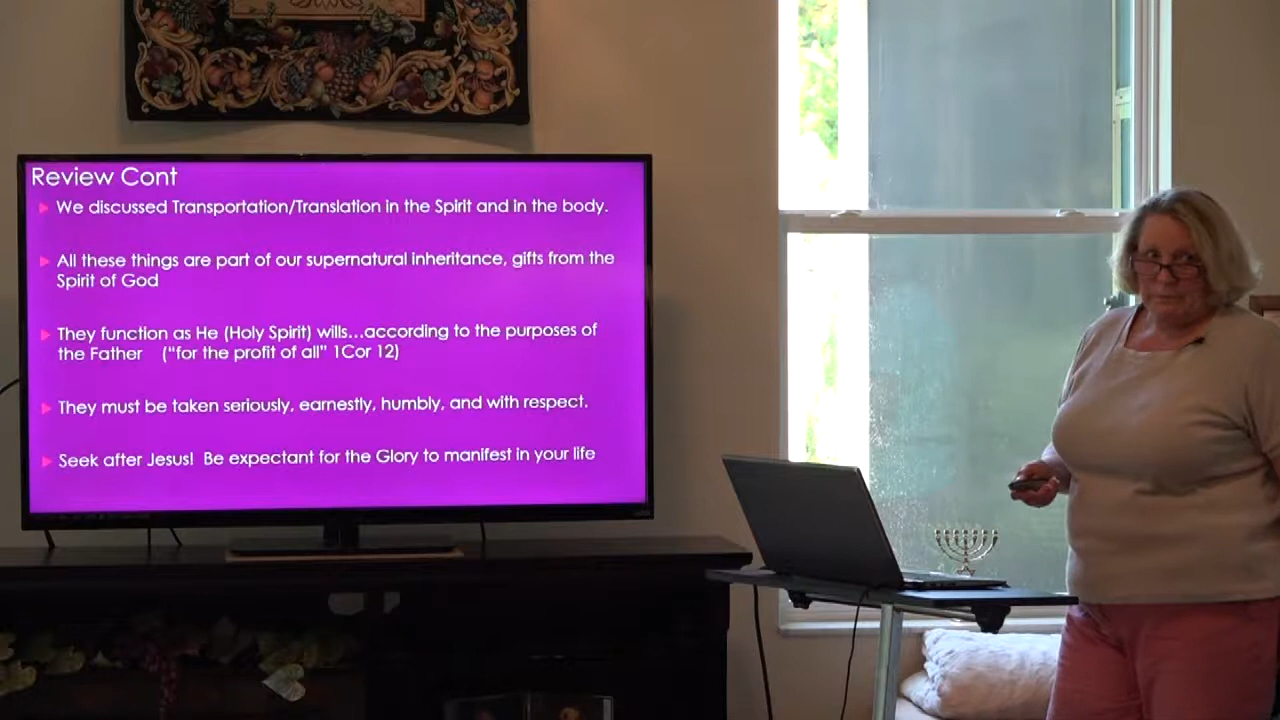 Review Cont
We discussed Transportation/Translation in the Spirit and in the body.
All these things are part of our supernatural inheritance, gifts from the
Spirit of God
They function as He (Holy Spirit) wills...according to the purposes of
the Father ("for the profit of all" 1Cor 12)
They must be taken seriously, earnestly, humbly, and with respect.
Seek after Jesus! Be expectant for the Glory to manifest in your life